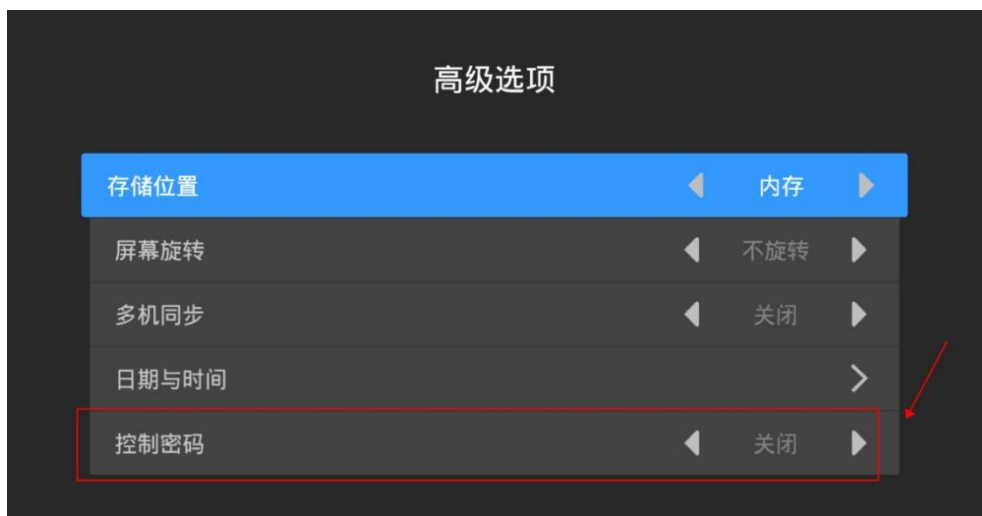 高级选项
存储位置 内存
屏幕旋转 不旋转
多机同步 关闭
日期与时间
控制密码 关闭